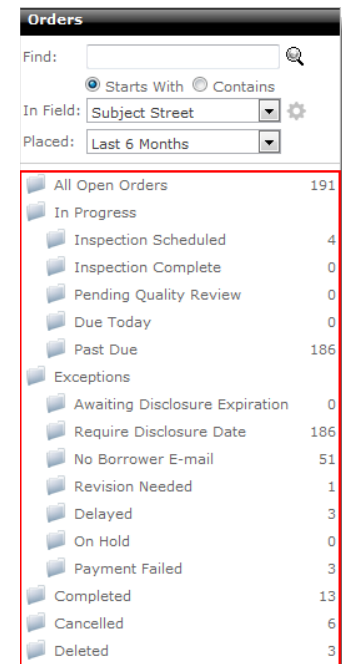 Orders
Find:
Starts With Contains
In Field: Subject Street
Placed: Last 6 Months
All Open Orders 191
In Progress
Inspection Scheduled 4
Inspection Complete 0
Pending Quality Review 0
Due Today 0
Past Due 186
Exceptions
Awaiting Disclosure Expiration 0
Require Disclosure Date 186
No Borrower E-mail 51
Revision Needed 1
Delayed 3
On Hold 0
Payment Failed 3
Completed 13
Cancelled 6
Deleted 3